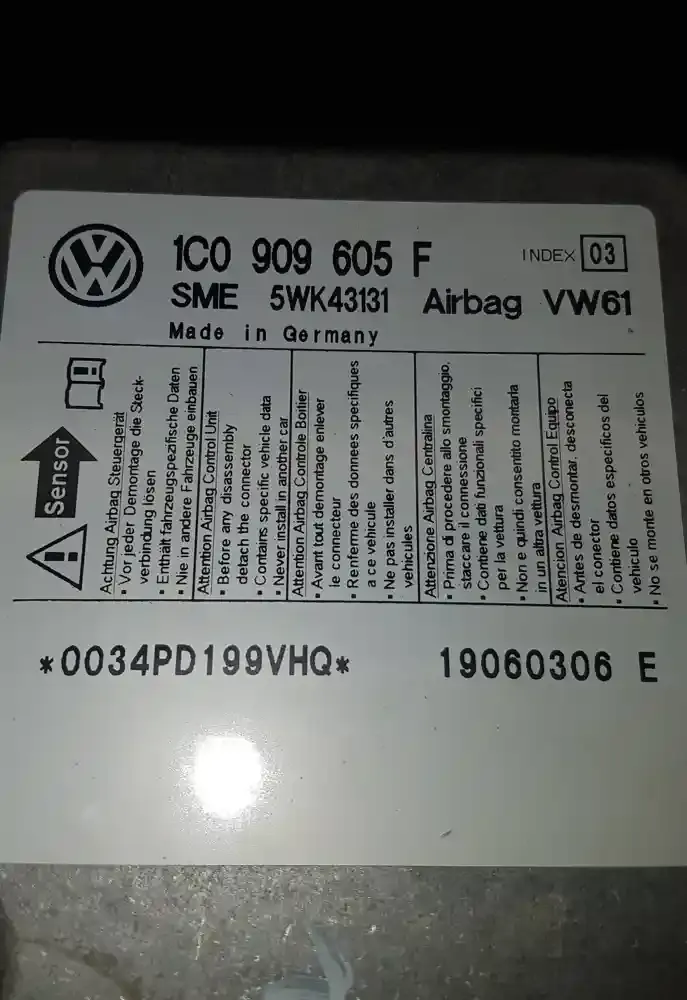 1C0 909 605 F INDEX 03
SME 5WK43131 Airbag VW61
Made in Germany
Sensor
Achtung Airbag Steuergerät
• Vor jeder Demontage die Steck-
verbindung lösen
• Enthält fahrzeugspezifische Daten
• Nie in andere Fahrzeuge einbauen
Attention Airbag Control Unit
• Before any disassembly
detach the connector
• Contains specific vehicle data
• Never install in another car
Attention Airbag Controle Boitier
• Avant tout demontage enlever
le connecteur
• Renferme des donnees specifiques
a ce vehicule
• Ne pas installer dans d'autres
vehicules
Attenzione Airbag Centralina
• Prima di procedere allo smontaggio,
staccare il connessione
• Contiene dati funzionali specifici
per la vettura
• Non e quindi consentito montarla
in un altra vettura
Atencion Airbag Control Equipo
• Antes de desmontar, desconecta
el conector
• Contiene datos especificos del
vehiculo
• No se monte en otros vehiculos
*0034PD199VHQ* 19060306 E